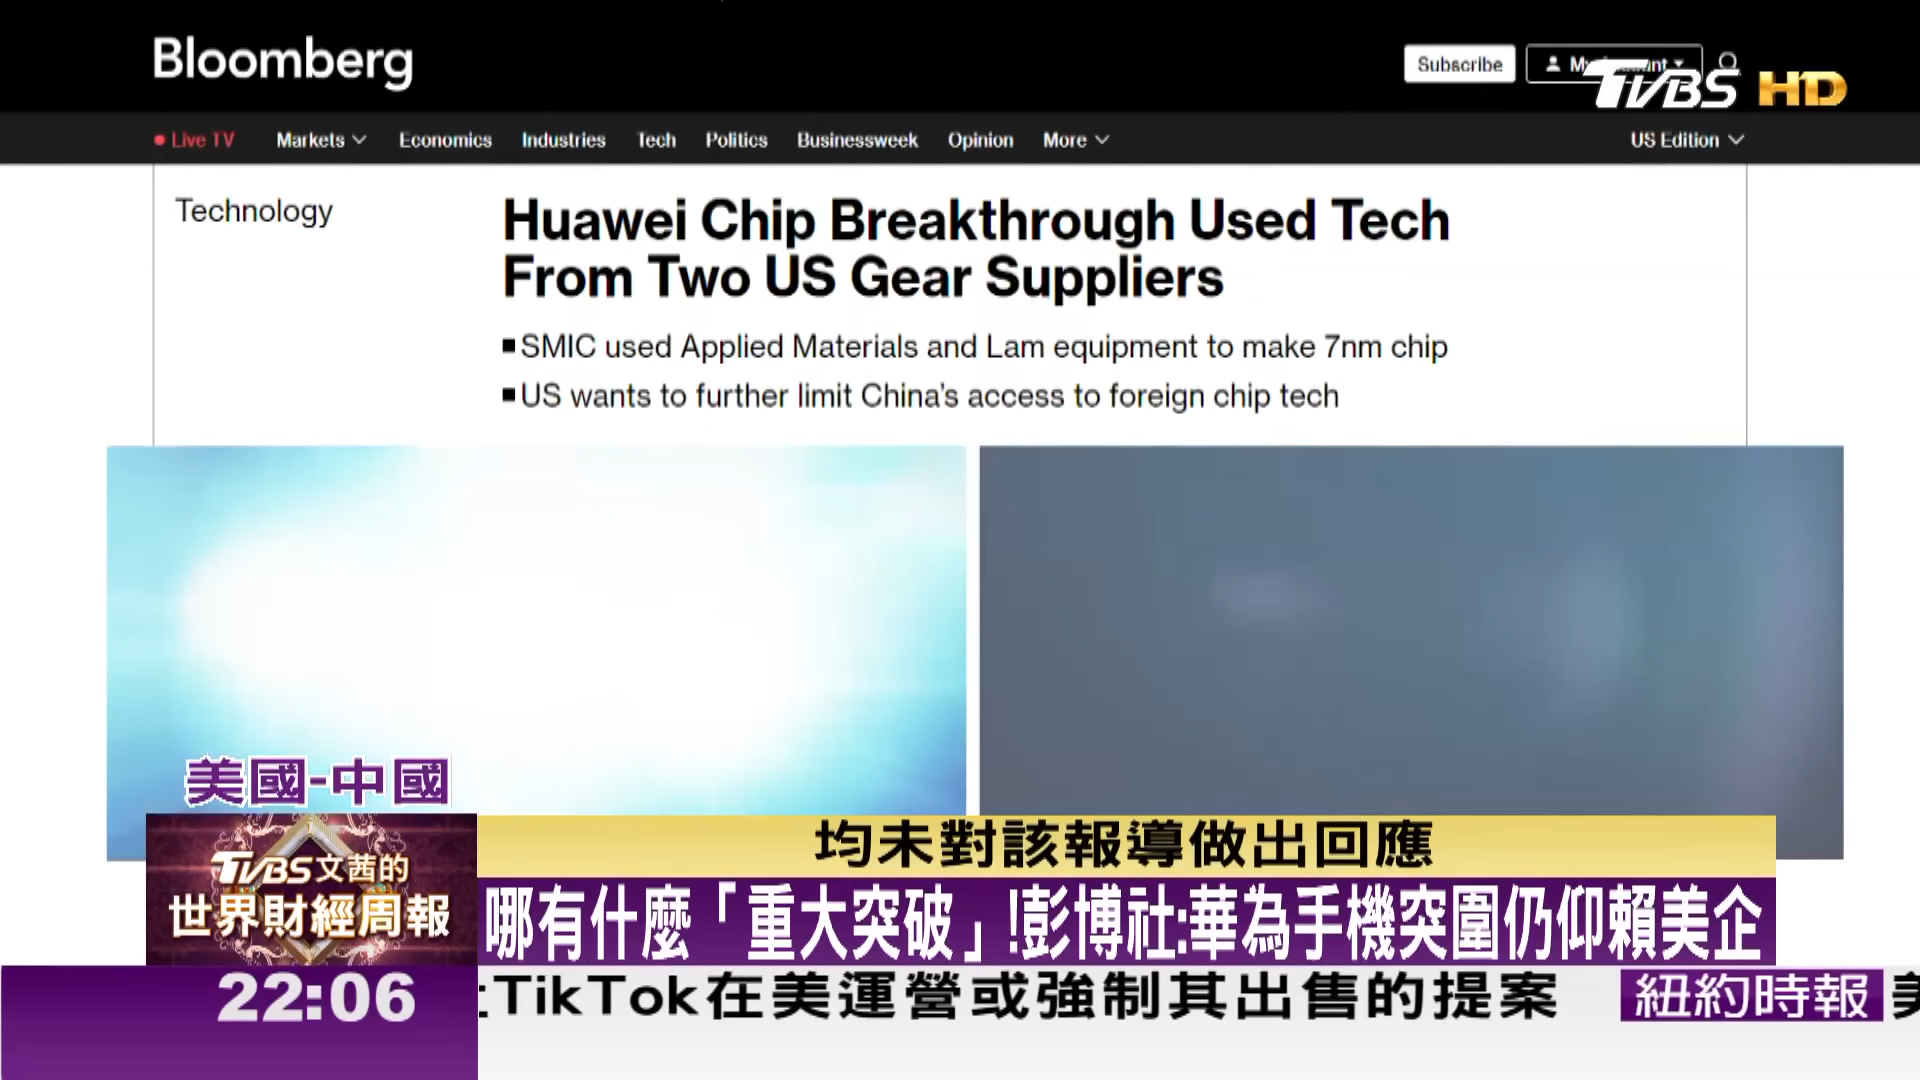 Bloomberg
Subscribe
TVBS HD
Live TV Markets Economics Industries Tech Politics Businessweek Opinion More US Edition
Technology
Huawei Chip Breakthrough Used Tech
From Two US Gear Suppliers
SMIC used Applied Materials and Lam equipment to make 7nm chip
US wants to further limit China's access to foreign chip tech
美國-中國
TVBS文茜的
世界財經周報
均未對該報導做出回應
哪有什麼「重大突破」!彭博社:華為手機突圍仍仰賴美企
22:06
TikTok在美運營或強制其出售的提案 紐約時報